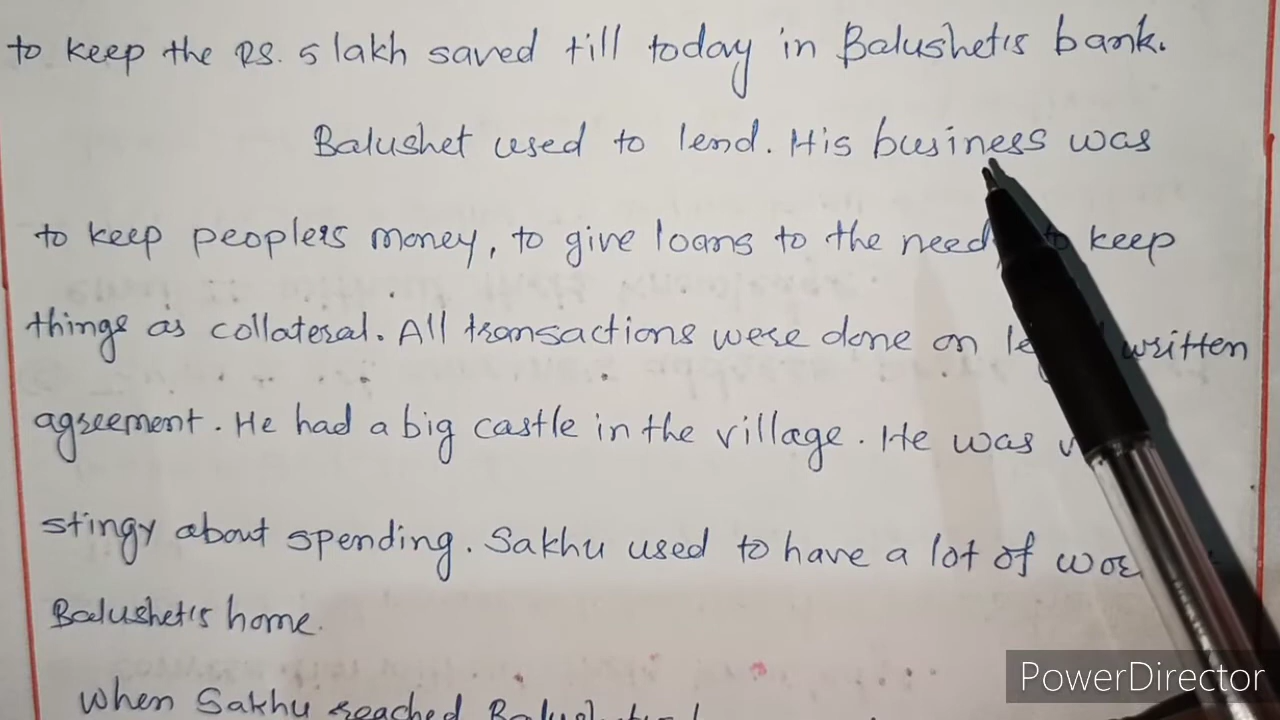 to keep the Rs. 5 lakh saved till today in Balushet's bank.
Balushet used to lend. His business was
to keep people's money, to give loans to the need to keep
things as collateral. All transactions were done on written
agreement. He had a big castle in the village. He was
stingy about spending. Sakhu used to have a lot of
Balushet's home.
When Sakhu reached
PowerDirector